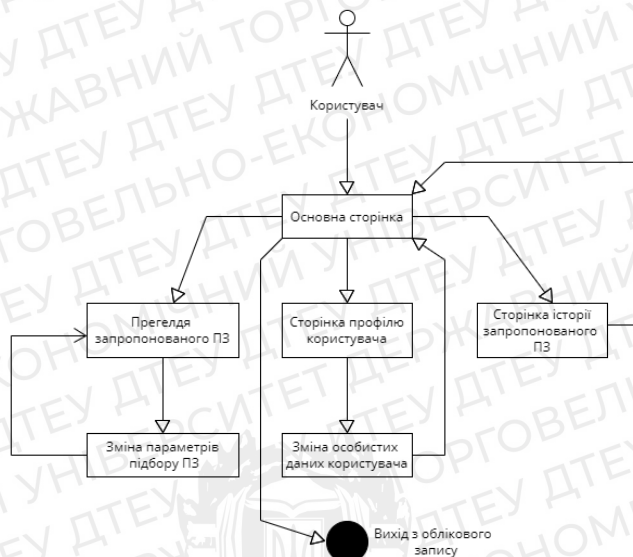 Користувач
Основна сторінка
Прегелдя
запропонованого ПЗ
Сторінка профілю
користувача
Сторінка історії
запропонованого
ПЗ
Зміна параметрів
підбору ПЗ
Зміна особистих
даних користувача
Вихід з облікового
запису